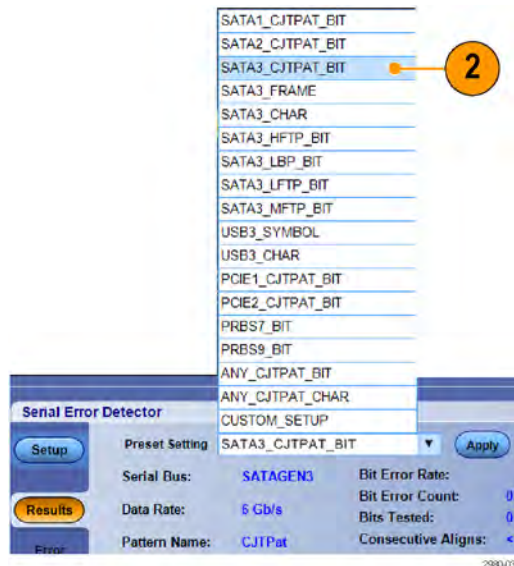 SATA1_CJTPAT_BIT
SATA2_CJTPAT_BIT
SATA3_CJTPAT_BIT
2
SATA3_FRAME
SATA3_CHAR
SATA3_HFTP_BIT
SATA3_LBP_BIT
SATA3_LFTP_BIT
SATA3_MFTP_BIT
USB3_SYMBOL
USB3_CHAR
PCIE1_CJTPAT_BIT
PCIE2_CJTPAT_BIT
PRBS7_BIT
PRBS9_BIT
ANY_CJTPAT_BIT
ANY_CJTPAT_CHAR
CUSTOM_SETUP
Serial Error Detector
Setup Preset Setting SATA3_CJTPAT_BIT Apply
Serial Bus: SATAGEN3 Bit Error Rate:
Results Data Rate: 6 Gb/s Bit Error Count: 0
Bits Tested: 0
Error Pattern Name: CJTPat Consecutive Aligns: <